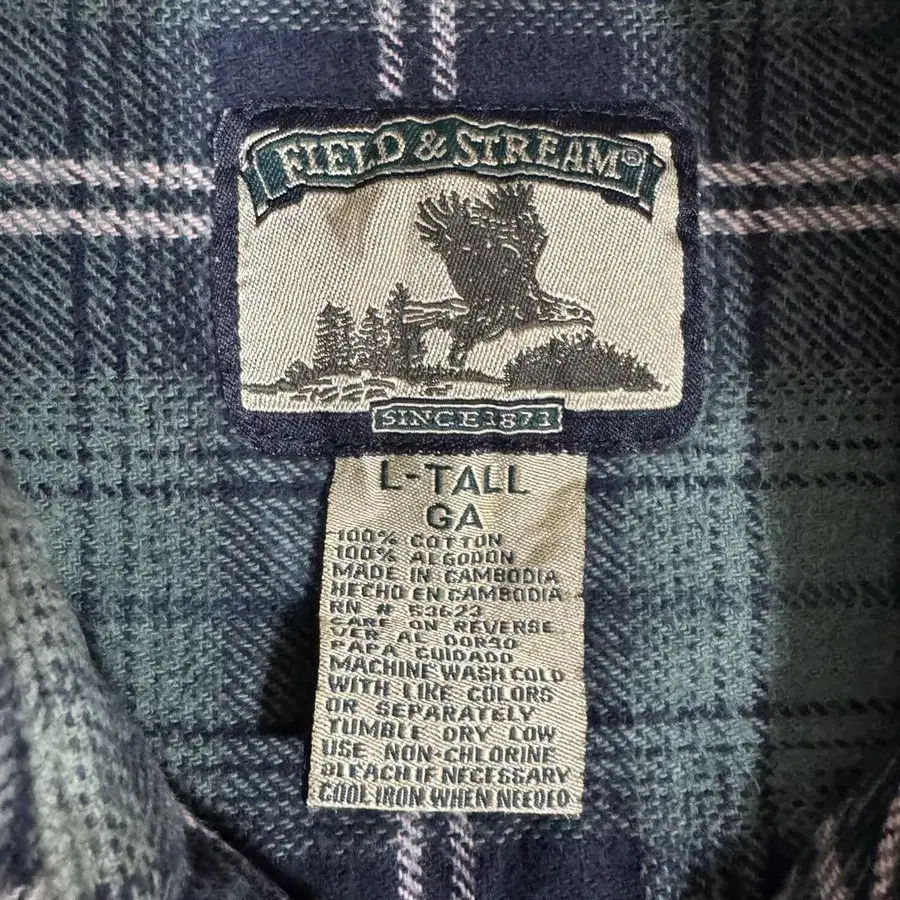 FIELD & STREAM®
SINCE 1871
L-TALL
GA
100% COTTON
100% ALGODON
MADE IN CAMBODIA
HECHO EN CAMBODIA
RN # 53623
CARE ON REVERSE
VER AL DORSO
PAPA CUIDADO
MACHINE WASH COLD
WITH LIKE COLORS
OR SEPARATELY
TUMBLE DRY LOW
USE NON-CHLORINE
BLEACH IF NECESSARY
COOL IRON WHEN NEEDED